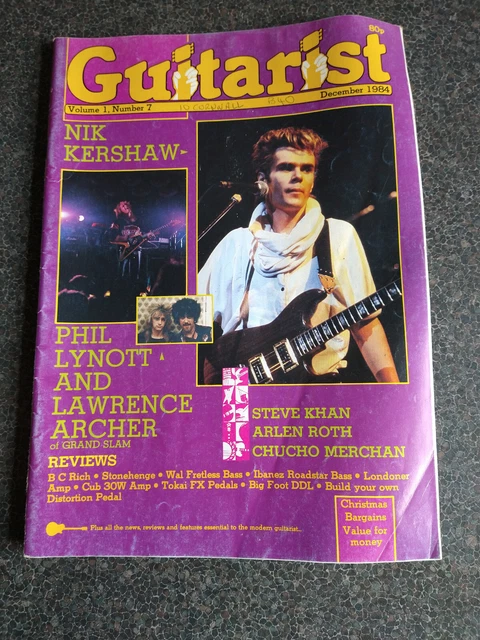 80p
Guitarist
Volume 1, Number 7
December 1984
NIK
KERSHAW
PHIL
LYNOTT
AND
LAWRENCE
ARCHER
of GRAND SLAM
STEVE KHAN
ARLEN ROTH
CHUCHO MERCHAN
REVIEWS
B C Rich • Stonehenge • Wal Fretless Bass • Ibanez Roadstar Bass • Londoner
Amp • Cub 30W Amp • Tokai FX Pedals • Big Foot DDL • Build your own
Distortion Pedal
Christmas
Bargains
Value for
money
Plus all the news, reviews and features essential to the modern guitarist...